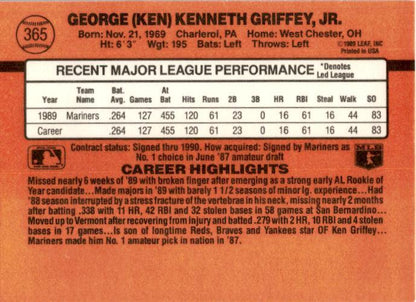 365
GEORGE (KEN) KENNETH GRIFFEY, JR.
Born: Nov. 21, 1969 Charleroi, PA Home: West Chester, OH
Ht: 6'3" Wgt: 195 Bats: Left Throws: Left
© 1989 LEAF, INC
Printed in USA
RECENT MAJOR LEAGUE PERFORMANCE *Denotes Led League
Year Team Name Bat. Avg. Games At Bat Hits Runs 2B 3B HR RBI Steal Walk SO
1989 Mariners .264 127 455 120 61 23 0 16 61 16 44 83
Career .264 127 455 120 61 23 0 16 61 16 44 83
Contract status: Signed thru 1990. How acquired: Signed by Mariners as
No. 1 choice in June '87 amateur draft
MLB
CAREER HIGHLIGHTS
Missed nearly 6 weeks of '89 with broken finger after emerging as a strong early AL Rookie of
Year candidate...Made majors in '89 with barely 1 1/2 seasons of minor lg. experience...Had
'88 season interrupted by a stress fracture of the vertebrae in his neck, missing nearly 2 months
after batting .338 with 11 HR, 42 RBI and 32 stolen bases in 58 games at San Bernardino...
Moved up to Vermont after recovering from injury and batted .279 with 2 HR, 10 RBI and 4 stolen
bases in 17 games...Is son of longtime Reds, Braves and Yankees star OF Ken Griffey...
Mariners made him No. 1 amateur pick in nation in '87.